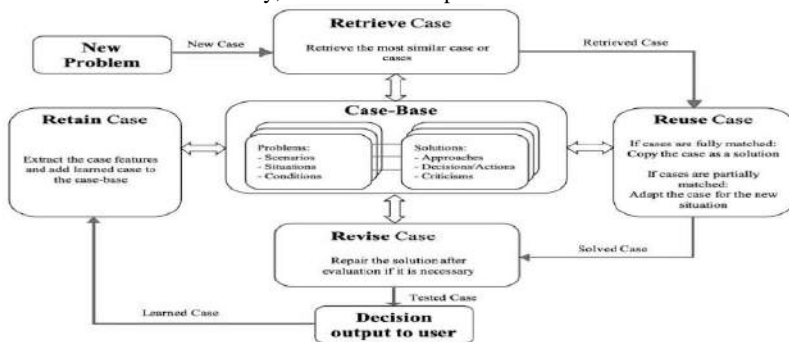 Retrieve Case
Retrieve the most similar case or
cases
New
Problem
New Case
Retrieved Case
Case-Base
Problems:
- Scenarios
- Situations
- Conditions
Solutions:
- Approaches
- Decisions/Actions
- Criticisms
Retain Case
Extract the case features
and add learned case to
the case-base
Reuse Case
If cases are fully matched:
Copy the case as a solution
If cases are partially
matched:
Adapt the case for the new
situation
Revise Case
Repair the solution after
evaluation if it is necessary
Solved Case
Tested Case
Learned Case
Decision
output to user